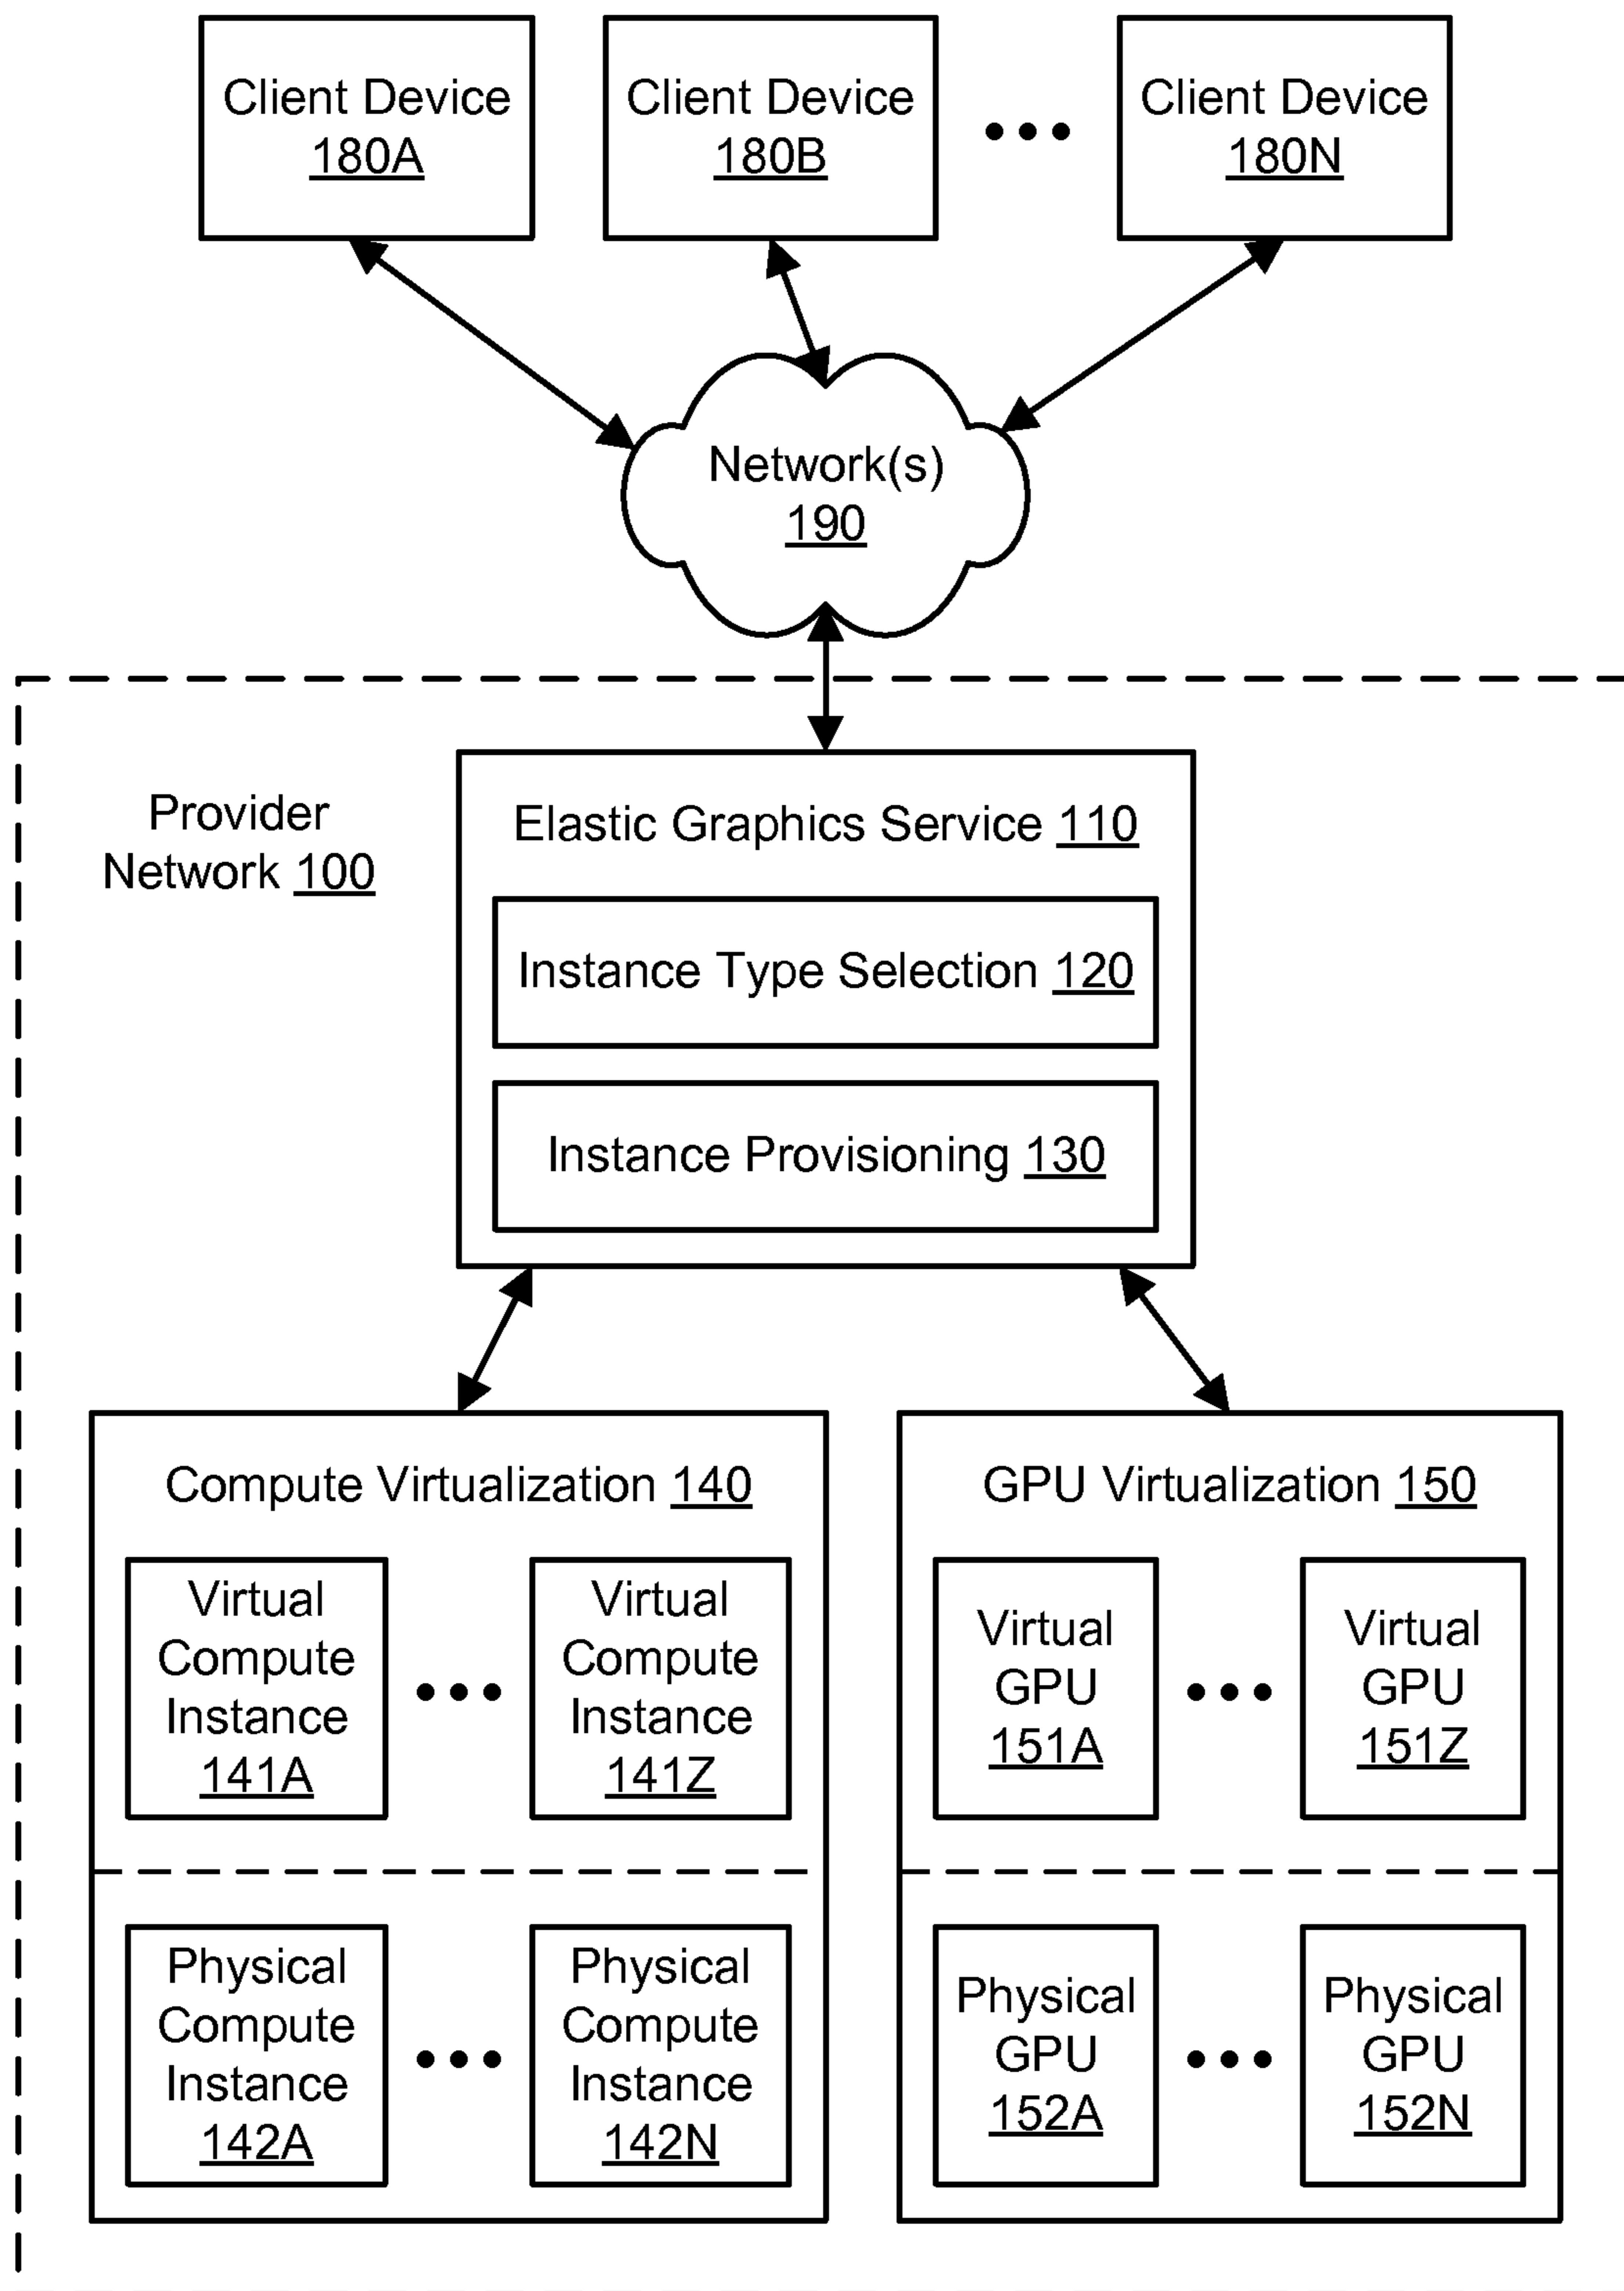 Client Device
180A
Client Device
180B
Client Device
180N
Network(s)
190
Provider
Network 100
Elastic Graphics Service 110
Instance Type Selection 120
Instance Provisioning 130
Compute Virtualization 140
Virtual
Compute
Instance
141A
Virtual
Compute
Instance
141Z
Physical
Compute
Instance
142A
Physical
Compute
Instance
142N
GPU Virtualization 150
Virtual
GPU
151A
Virtual
GPU
151Z
Physical
GPU
152A
Physical
GPU
152N